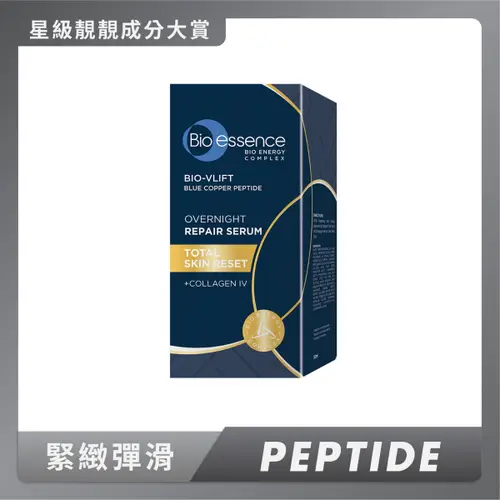 星級靚靚成分大賞
Bio essence
BIO ENERGY
COMPLEX
BIO-VLIFT
BLUE COPPER PEPTIDE
OVERNIGHT
REPAIR SERUM
TOTAL
SKIN RESET
+COLLAGEN IV
緊緻彈滑
PEPTIDE